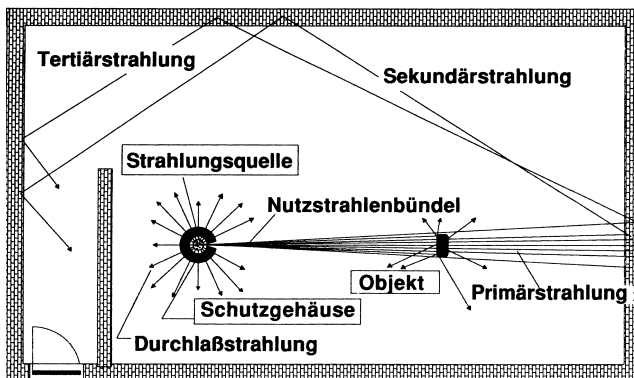 Tertiärstrahlung
Sekundärstrahlung
Strahlungsquelle
Nutzstrahlenbündel
Objekt
Primärstrahlung
Schutzgehäuse
Durchlaßstrahlung